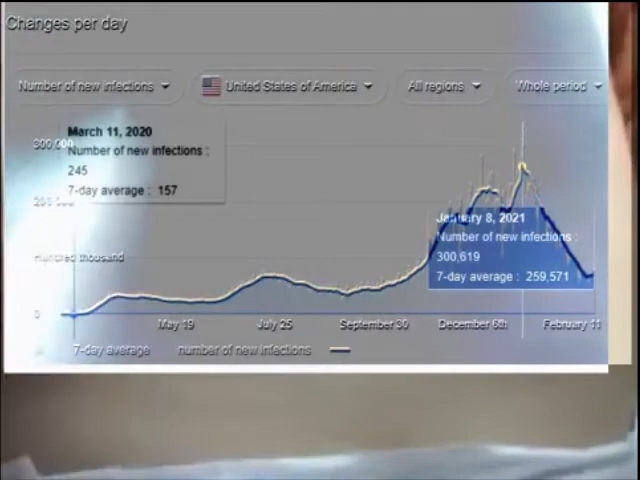 Changes per day
Number of new infections United States of America All regions Whole period
March 11, 2020
Number of new infections :
245
7-day average : 157
300,000
200 000
Hundred thousand
0
January 8, 2021
Number of new infections :
300,619
7-day average : 259,571
May 19 July 25 September 30 December 6th February 11
7-day average number of new infections